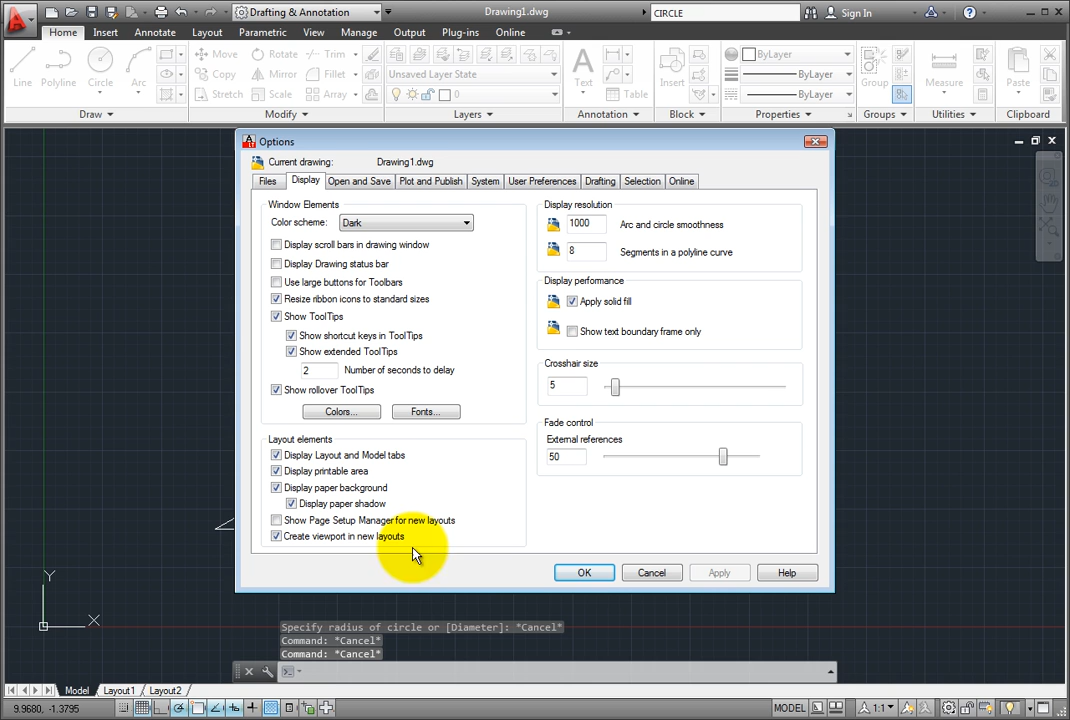 Drafting & Annotation
Drawing1.dwg
CIRCLE
Sign In
Home Insert Annotate Layout Parametric View Manage Output Plug-ins Online
Line Polyline Circle Arc
Move Rotate Trim
Copy Mirror Fillet
Stretch Scale Array
Unsaved Layer State
0
Text
Table
Insert
ByLayer
ByLayer
ByLayer
Group
Measure
Paste
Draw Modify Layers Annotation Block Properties Groups Utilities Clipboard
Options
Current drawing: Drawing1.dwg
Files Display Open and Save Plot and Publish System User Preferences Drafting Selection Online
Window Elements
Color scheme: Dark
Display scroll bars in drawing window
Display Drawing status bar
Use large buttons for Toolbars
Resize ribbon icons to standard sizes
Show ToolTips
Show shortcut keys in ToolTips
Show extended ToolTips
2 Number of seconds to delay
Show rollover ToolTips
Colors... Fonts...
Layout elements
Display Layout and Model tabs
Display printable area
Display paper background
Display paper shadow
Show Page Setup Manager for new layouts
Create viewport in new layouts
Display resolution
1000 Arc and circle smoothness
8 Segments in a polyline curve
Display performance
Apply solid fill
Show text boundary frame only
Crosshair size
5
Fade control
External references
50
OK Cancel Apply Help
Y
X
Specify radius of circle or [Diameter]: *Cancel*
Command: *Cancel*
Command: *Cancel*
Model Layout1 Layout2
9.9680, -1.3795
MODEL
1:1